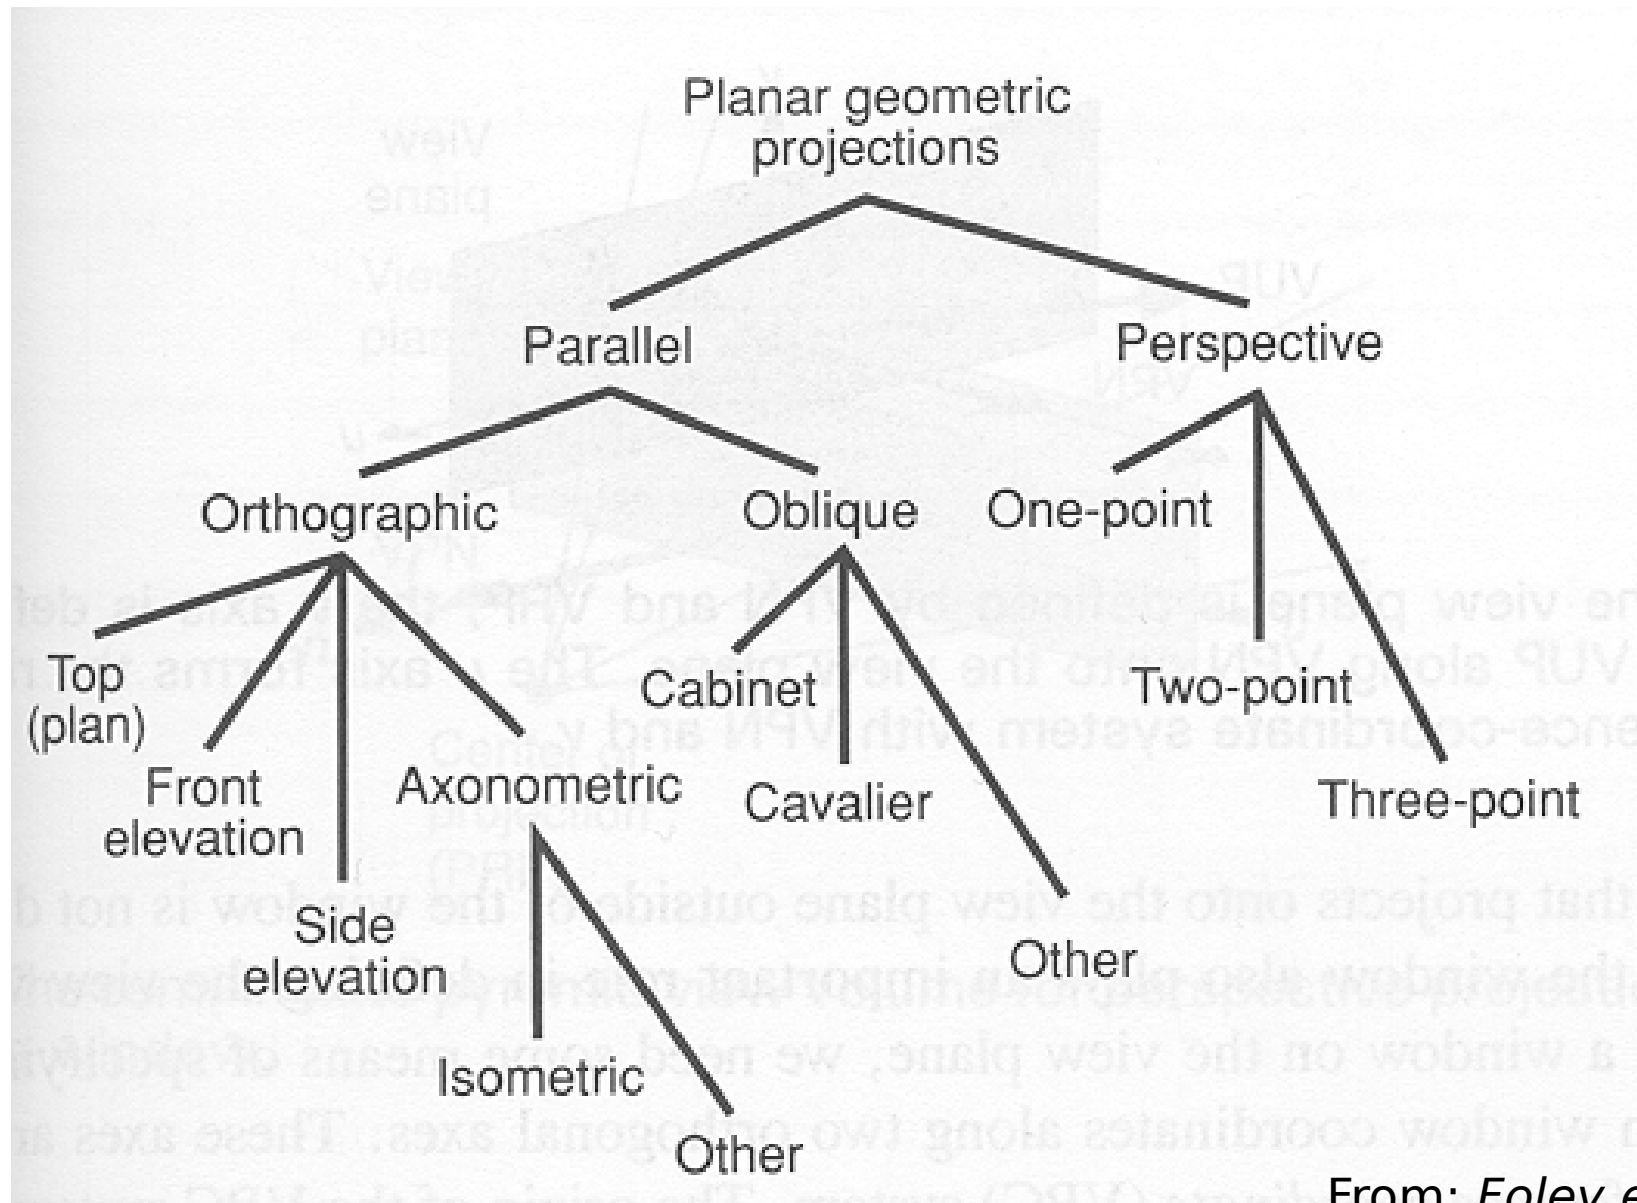 Planar geometric
projections
Parallel
Perspective
Orthographic
Oblique
One-point
Top
(plan)
Cabinet
Two-point
Front
elevation
Axonometric
Cavalier
Three-point
Side
elevation
Other
Isometric
Other
From: Foley